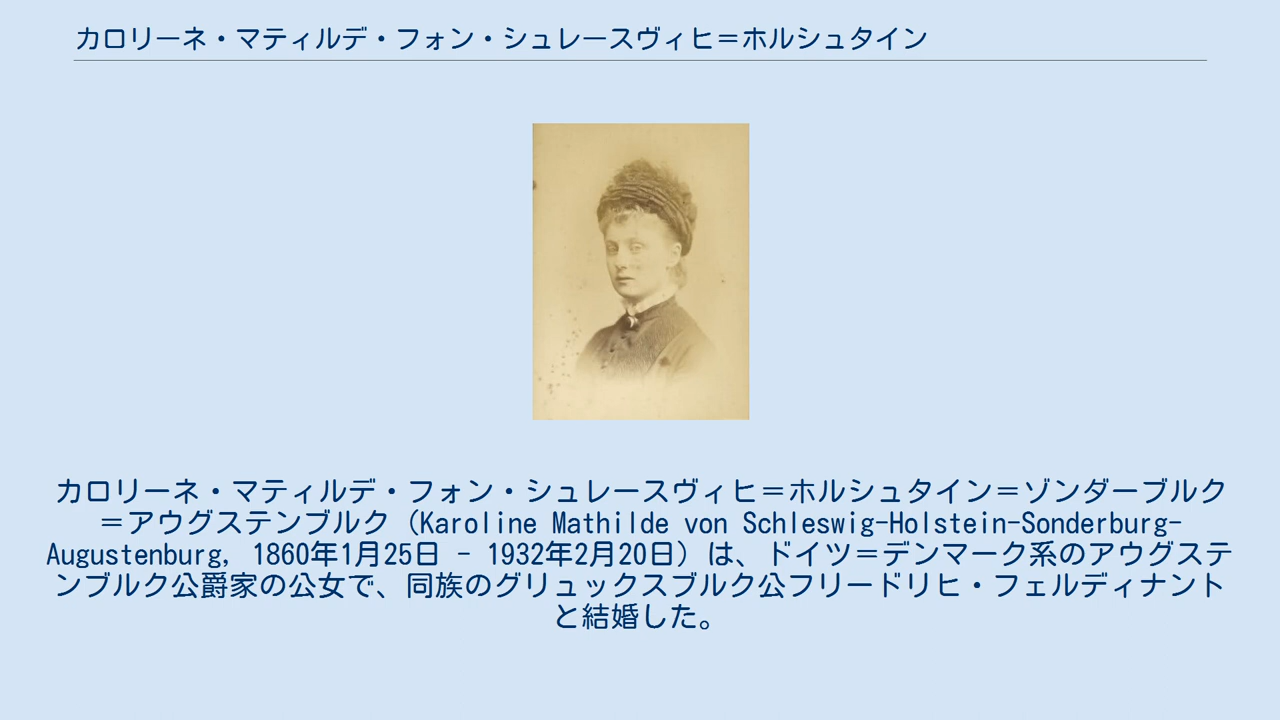 カロリーネ・マティルデ・フォン・シュレースヴィヒ＝ホルシュタイン
カロリーネ・マティルデ・フォン・シュレースヴィヒ＝ホルシュタイン＝ゾンダーブルク
＝アウグステンブルク（Karoline Mathilde von Schleswig-Holstein-Sonderburg-
Augustenburg, 1860年1月25日 - 1932年2月20日）は、ドイツ＝デンマーク系のアウグステ
ンブルク公爵家の公女で、同族のグリュックスブルク公フリードリヒ・フェルディナント
と結婚した。